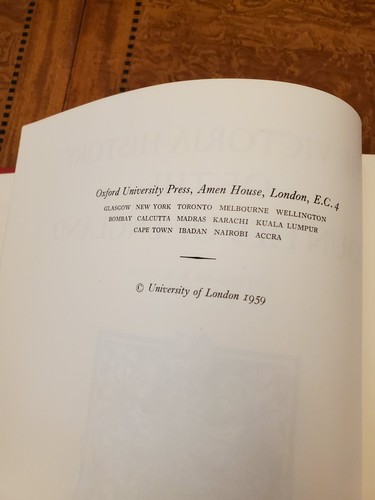 Oxford University Press, Amen House, London, E.C.4
GLASGOW NEW YORK TORONTO MELBOURNE WELLINGTON
BOMBAY CALCUTTA MADRAS KARACHI KUALA LUMPUR
CAPE TOWN IBADAN NAIROBI ACCRA
© University of London 1959